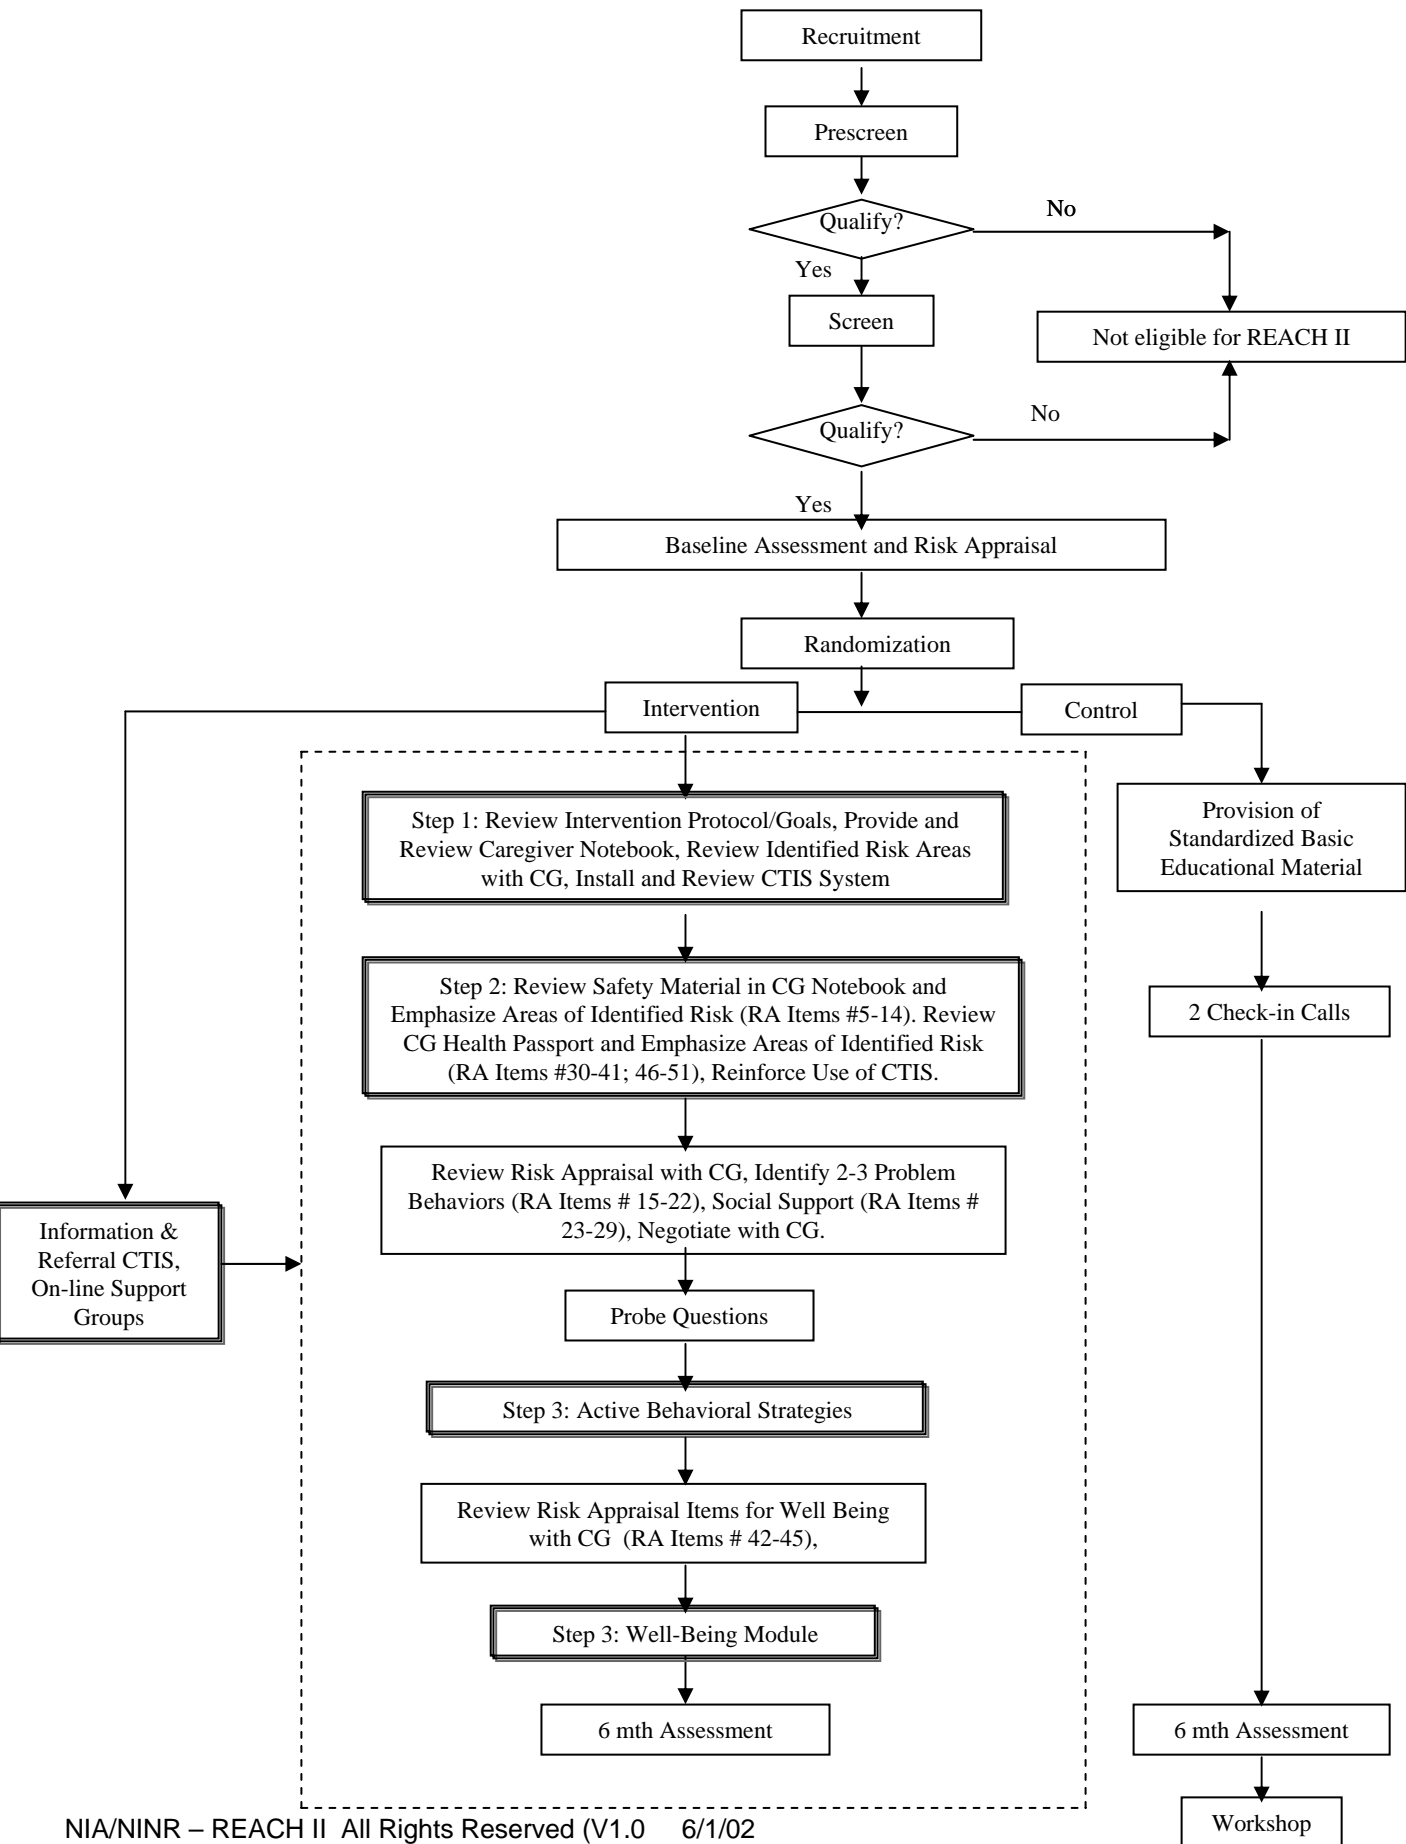 Recruitment
Prescreen
Qualify?
No
Yes
Screen
Not eligible for REACH II
Qualify?
No
Yes
Baseline Assessment and Risk Appraisal
Randomization
Intervention
Control
Step 1: Review Intervention Protocol/Goals, Provide and
Review Caregiver Notebook, Review Identified Risk Areas
with CG, Install and Review CTIS System
Provision of
Standardized Basic
Educational Material
Step 2: Review Safety Material in CG Notebook and
Emphasize Areas of Identified Risk (RA Items #5-14). Review
CG Health Passport and Emphasize Areas of Identified Risk
(RA Items #30-41; 46-51), Reinforce Use of CTIS.
2 Check-in Calls
Review Risk Appraisal with CG, Identify 2-3 Problem
Behaviors (RA Items # 15-22), Social Support (RA Items #
23-29), Negotiate with CG.
Information &
Referral CTIS,
On-line Support
Groups
Probe Questions
Step 3: Active Behavioral Strategies
Review Risk Appraisal Items for Well Being
with CG (RA Items # 42-45),
Step 3: Well-Being Module
6 mth Assessment
6 mth Assessment
Workshop
NIA/NINR – REACH II All Rights Reserved (V1.0 6/1/02